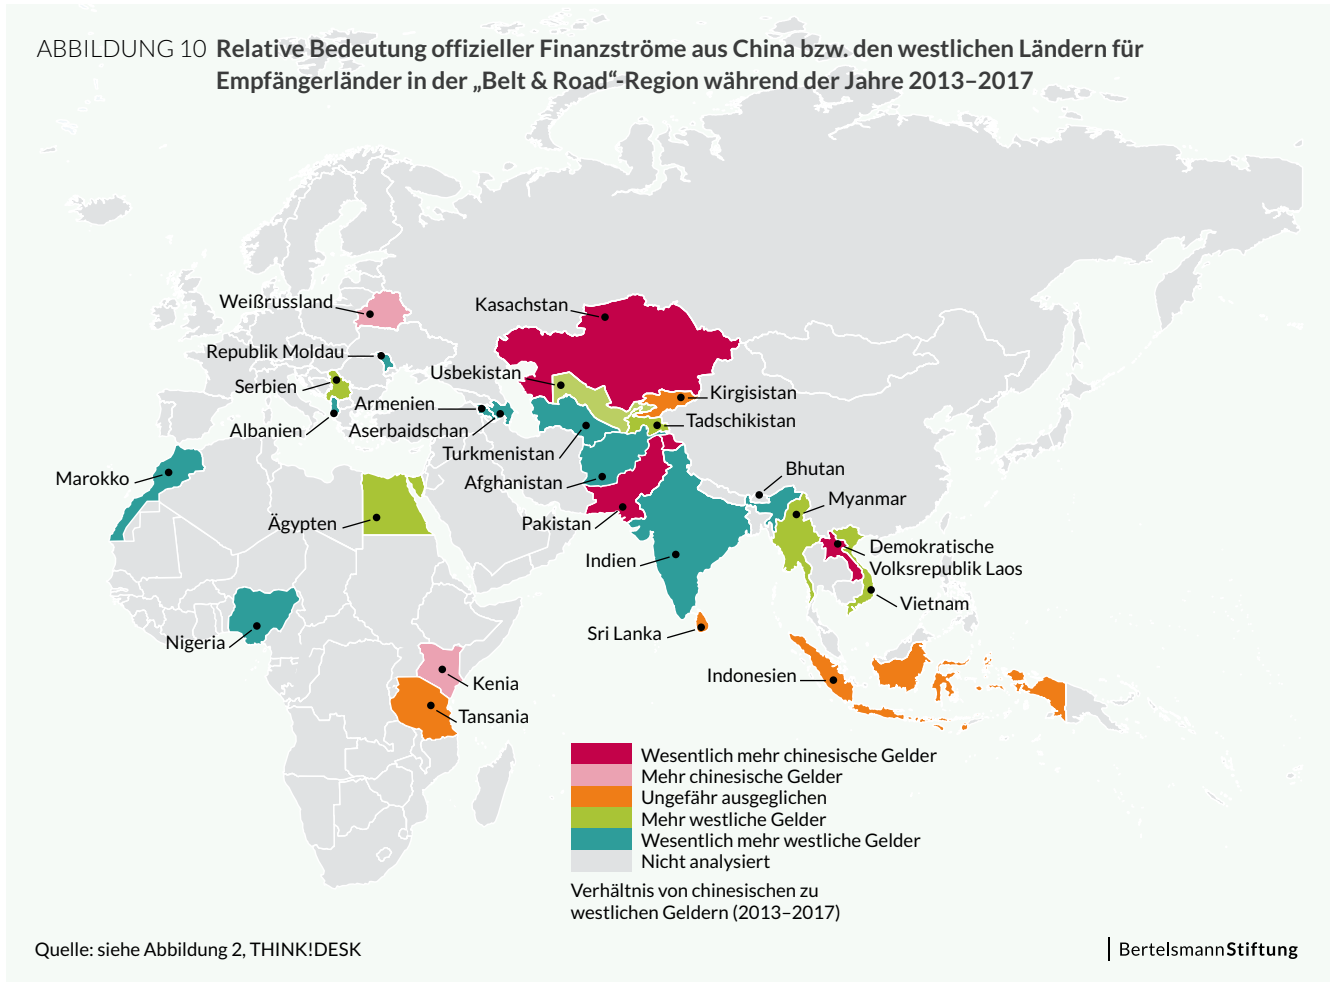 ABBILDUNG 10 Relative Bedeutung offizieller Finanzströme aus China bzw. den westlichen Ländern für
Empfängerländer in der „Belt & Road“-Region während der Jahre 2013–2017
Weißrussland
Kasachstan
Republik Moldau
Usbekistan
Serbien
Kirgisistan
Armenien
Tadschikistan
Albanien
Aserbaidschan
Turkmenistan
Bhutan
Marokko
Afghanistan
Myanmar
Ägypten
Pakistan
Demokratische
Volksrepublik Laos
Indien
Vietnam
Sri Lanka
Nigeria
Indonesien
Kenia
Tansania
Wesentlich mehr chinesische Gelder
Mehr chinesische Gelder
Ungefähr ausgeglichen
Mehr westliche Gelder
Wesentlich mehr westliche Gelder
Nicht analysiert
Verhältnis von chinesischen zu
westlichen Geldern (2013–2017)
Quelle: siehe Abbildung 2, THINK!DESK
BertelsmannStiftung